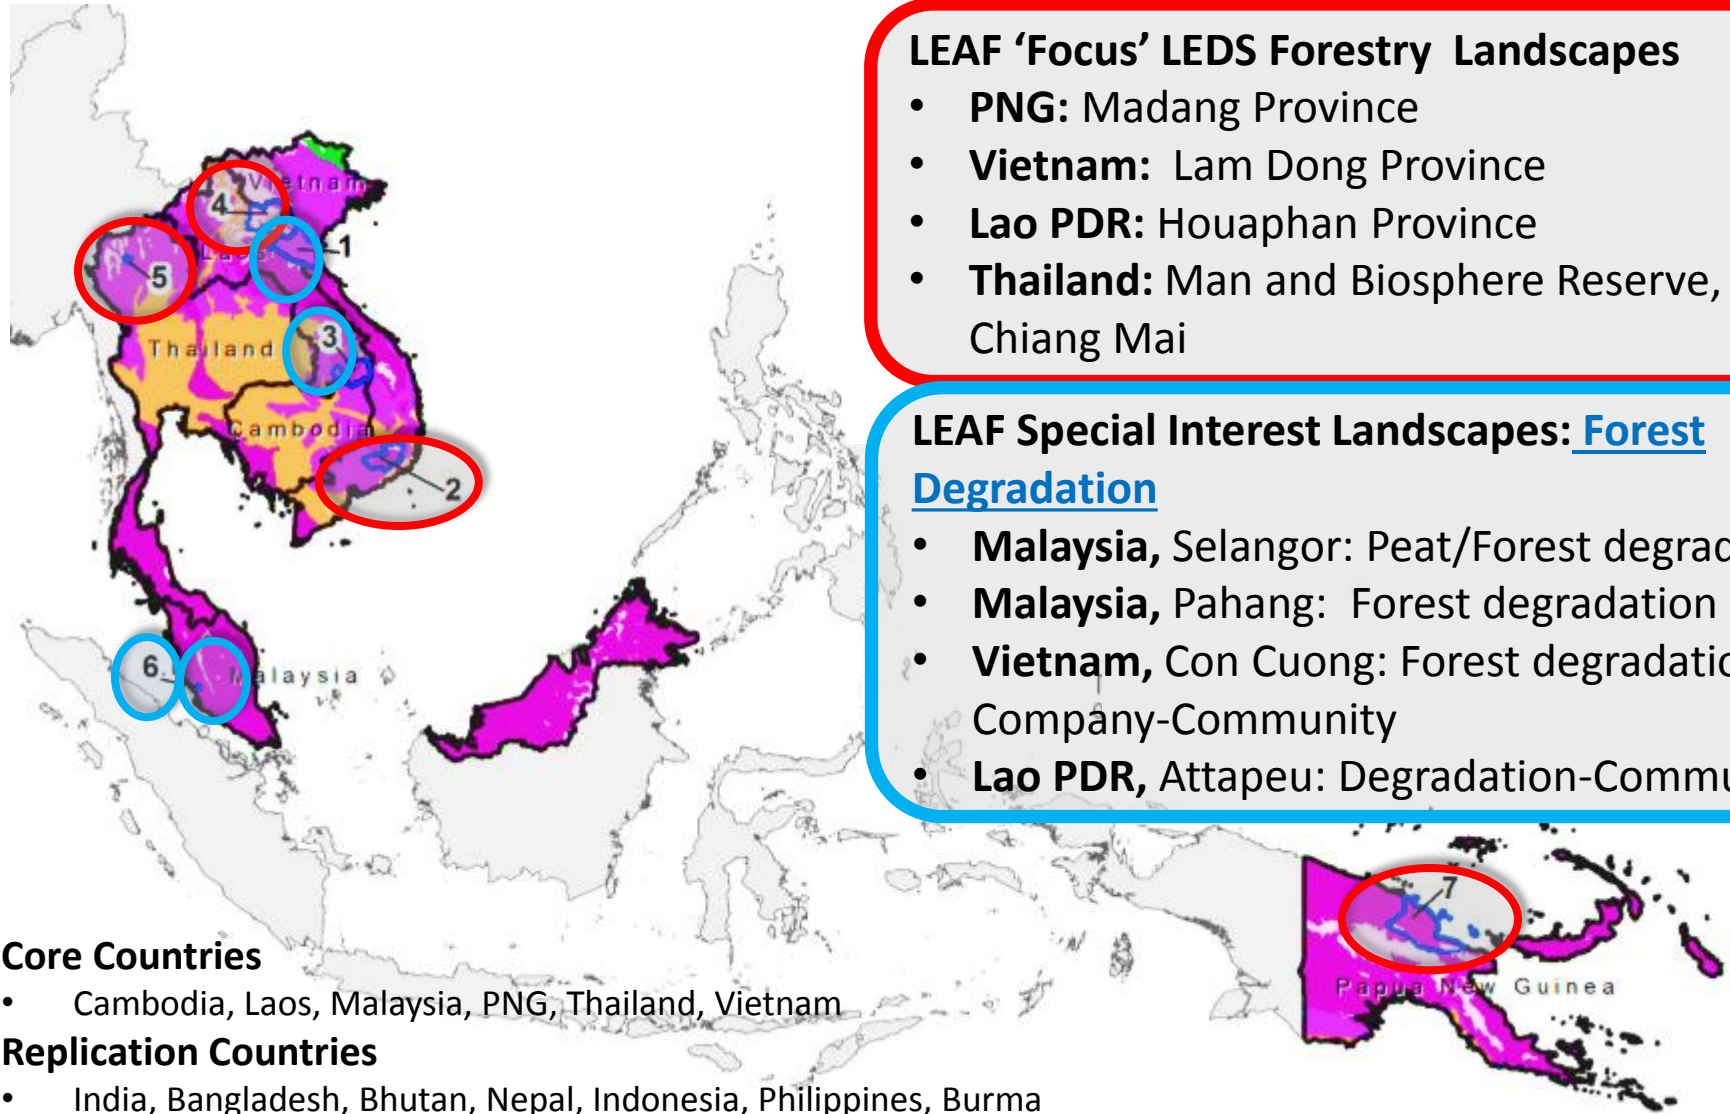 LEAF ‘Focus’ LEDS Forestry Landscapes
• PNG: Madang Province
• Vietnam: Lam Dong Province
• Lao PDR: Houaphan Province
• Thailand: Man and Biosphere Reserve,
Chiang Mai
LEAF Special Interest Landscapes: Forest
Degradation
• Malaysia, Selangor: Peat/Forest degrad
• Malaysia, Pahang: Forest degradation
• Vietnam, Con Cuong: Forest degradatio
Company-Community
• Lao PDR, Attapeu: Degradation-Commu
Vietnam
4
1
Laos
5
3
Thailand
Cambodia
2
6
Malaysia
7
Papua New Guinea
Core Countries
• Cambodia, Laos, Malaysia, PNG, Thailand, Vietnam
Replication Countries
• India, Bangladesh, Bhutan, Nepal, Indonesia, Philippines, Burma